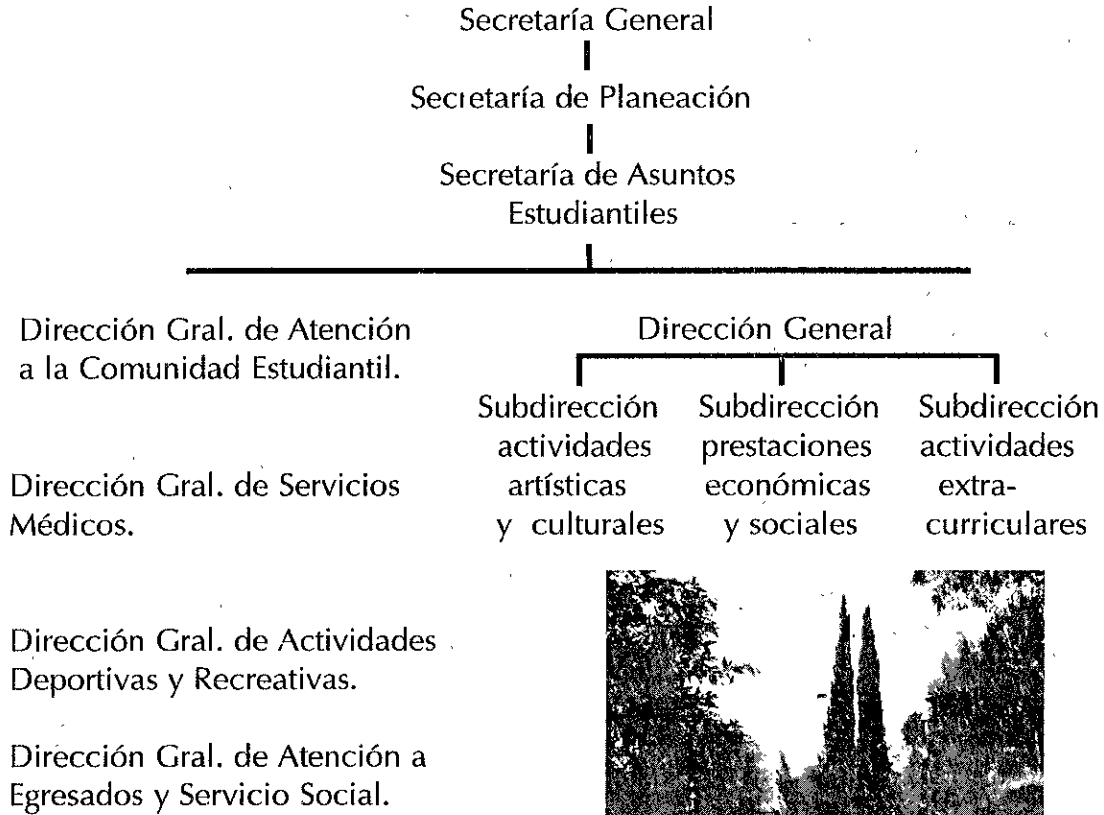 Secretaría General
Secretaría de Planeación
Secretaría de Asuntos
Estudiantiles
Dirección Gral. de Atención
a la Comunidad Estudiantil.
Dirección Gral. de Servicios
Médicos.
Dirección Gral. de Actividades
Deportivas y Recreativas.
Dirección Gral. de Atención a
Egresados y Servicio Social.
Dirección General
Subdirección
actividades
artísticas
y culturales
Subdirección
prestaciones
económicas
y sociales
Subdirección
actividades
extra-
curriculares